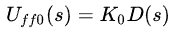 U_{ff0}(s) = K_0 D(s)